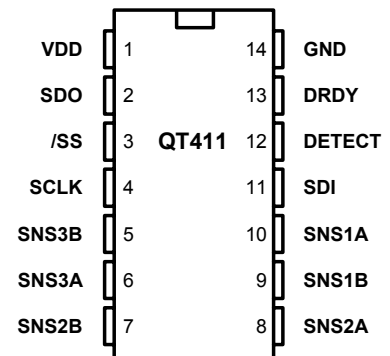 VDD 1 14 GND
SDO 2 13 DRDY
/SS 3 QT411 12 DETECT
SCLK 4 11 SDI
SNS3B 5 10 SNS1A
SNS3A 6 9 SNS1B
SNS2B 7 8 SNS2A